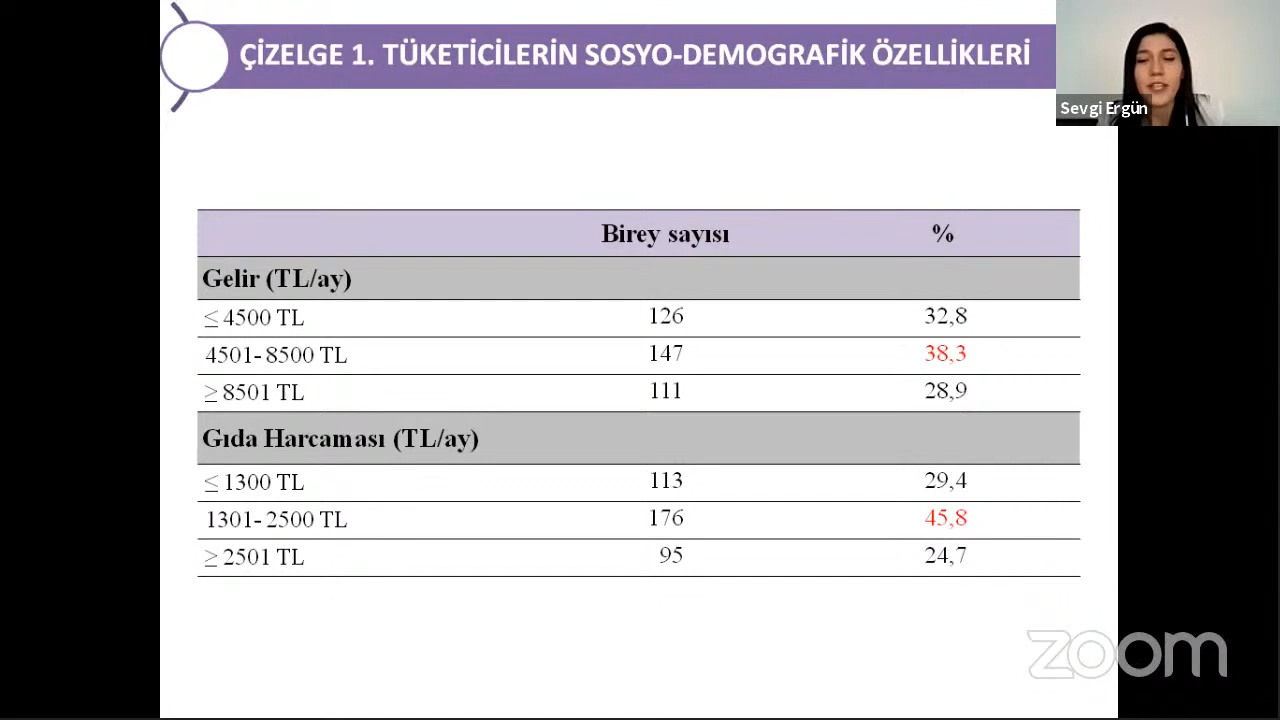 ÇİZELGE 1. TÜKETİCİLERİN SOSYO-DEMOGRAFİK ÖZELLİKLERİ
Sevgi Ergün
Birey sayısı %
Gelir (TL/ay)
≤ 4500 TL 126 32,8
4501- 8500 TL 147 38,3
≥ 8501 TL 111 28,9
Gıda Harcaması (TL/ay)
≤ 1300 TL 113 29,4
1301- 2500 TL 176 45,8
≥ 2501 TL 95 24,7
zoom